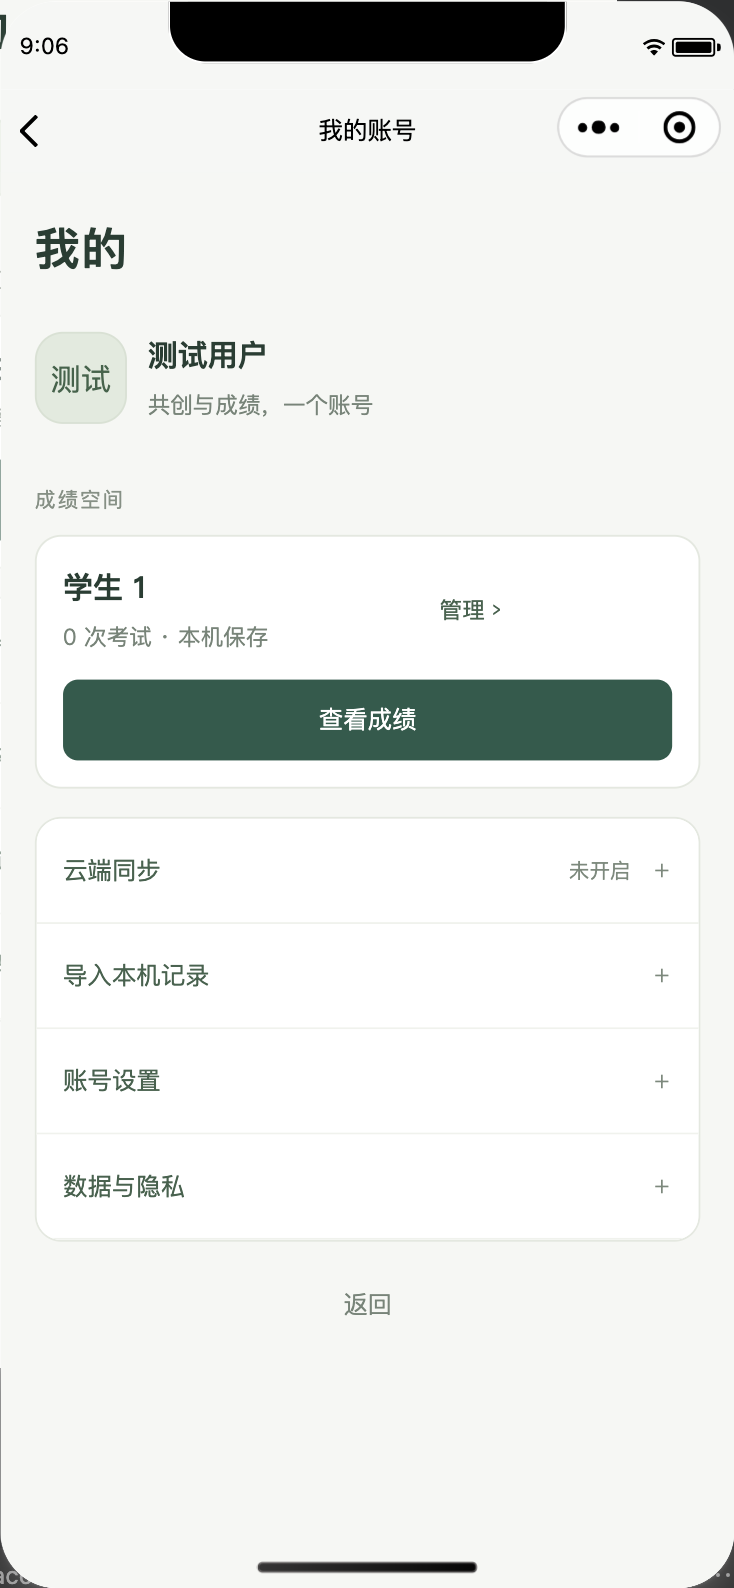 9:06
我的账号
我的
测试
测试用户
共创与成绩，一个账号
成绩空间
学生 1
管理 >
0 次考试 · 本机保存
查看成绩
云端同步 未开启 +
导入本机记录 +
账号设置 +
数据与隐私 +
返回